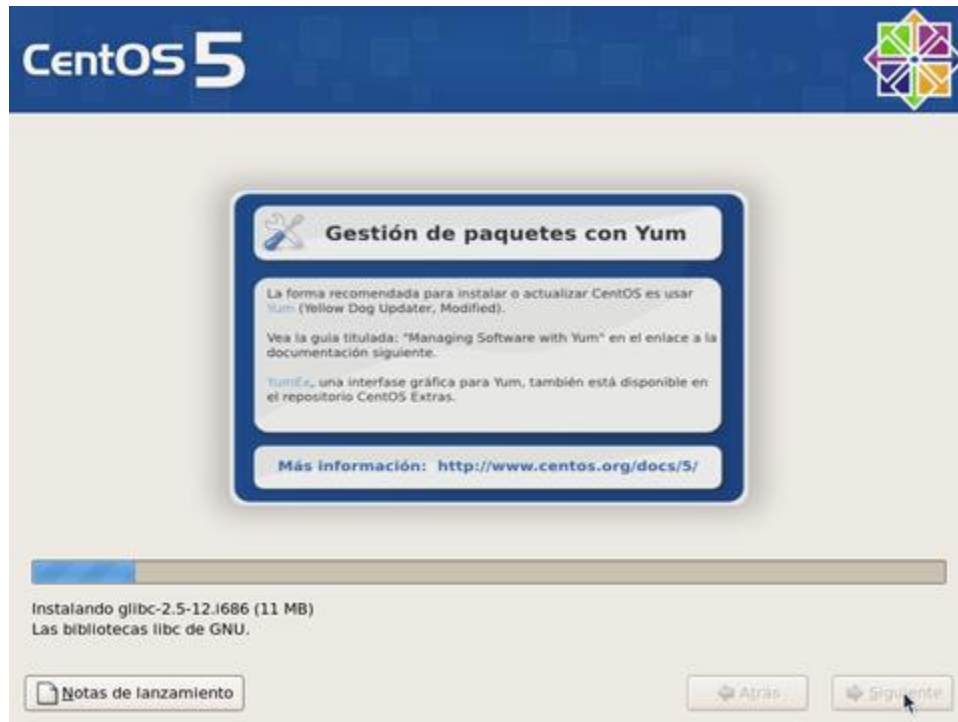 CentOS 5
Gestión de paquetes con Yum
La forma recomendada para instalar o actualizar CentOS es usar
Yum (Yellow Dog Updater, Modified).
Vea la guía titulada: "Managing Software with Yum" en el enlace a la
documentación siguiente.
YumEx, una interfase gráfica para Yum, también está disponible en
el repositorio CentOS Extras.
Más información: http://www.centos.org/docs/5/
Instalando glibc-2.5-12.i686 (11 MB)
Las bibliotecas libc de GNU.
Notas de lanzamiento
Atrás
Siguiente